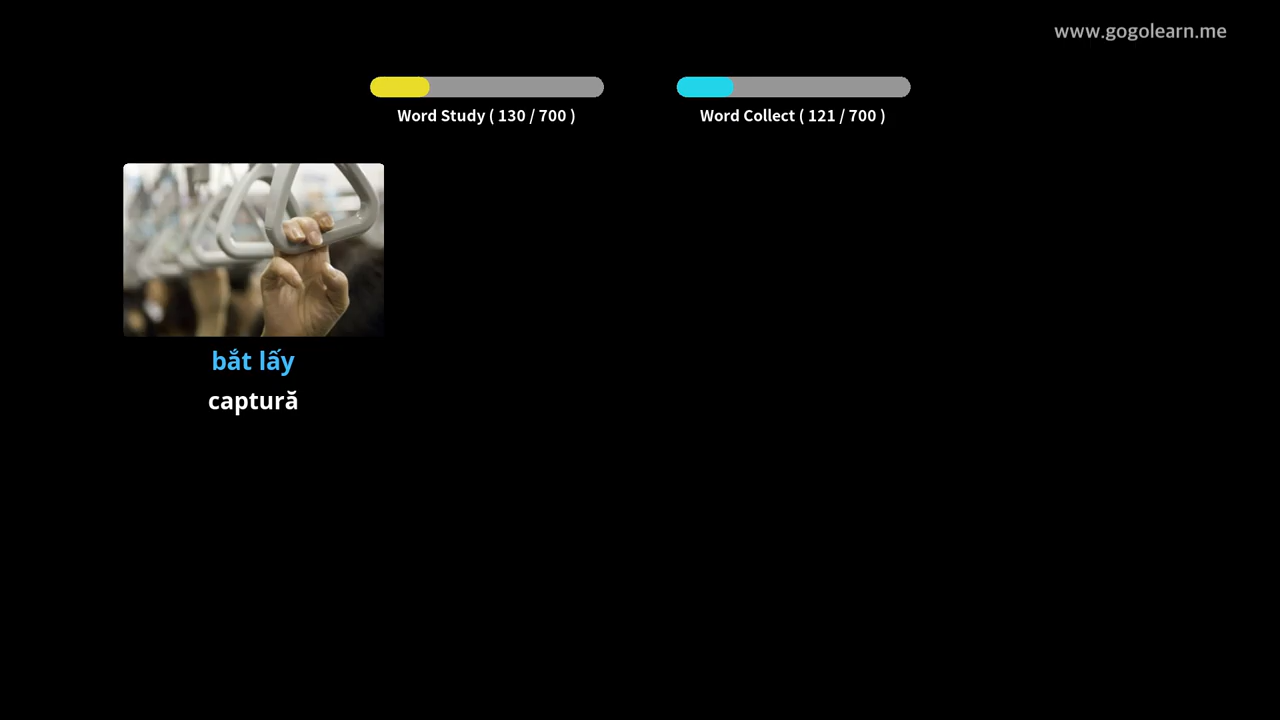 www.gogolearn.me
Word Study ( 130 / 700 )
Word Collect ( 121 / 700 )
bắt lấy
captură